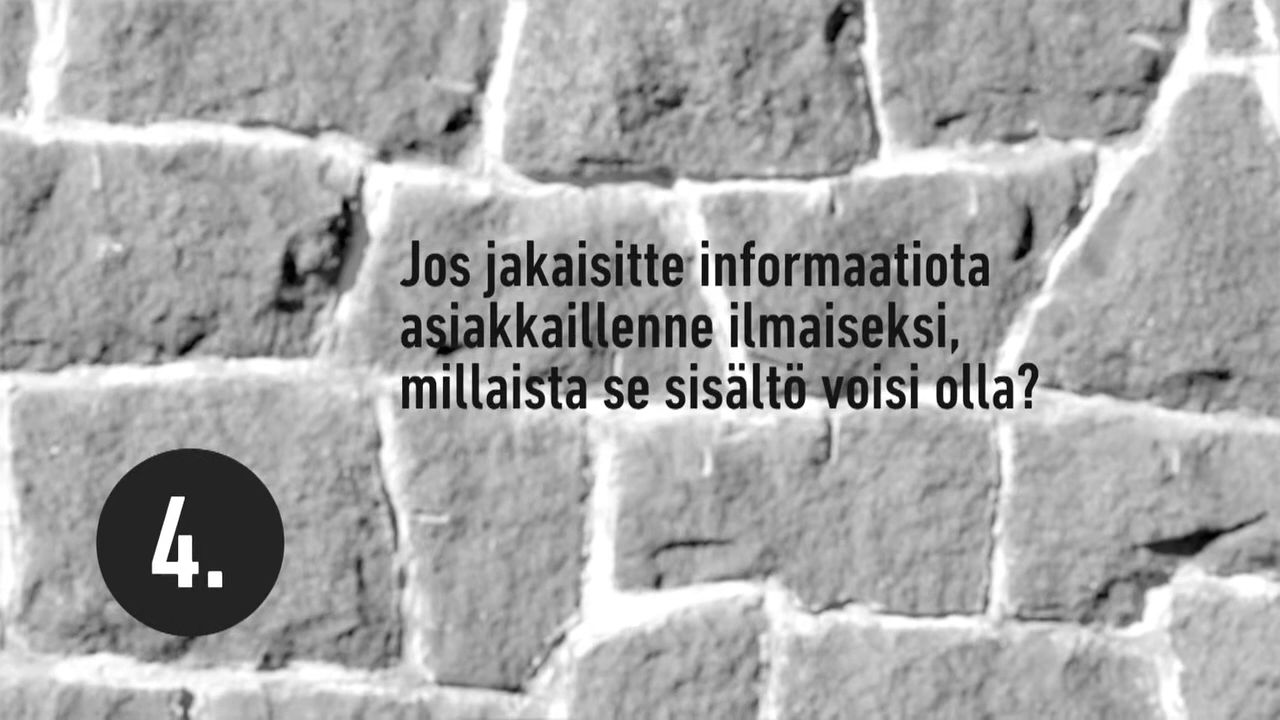 Jos jakaisitte informaatiota
asiakkaillenne ilmaiseksi,
millaista se sisältö voisi olla?
4.